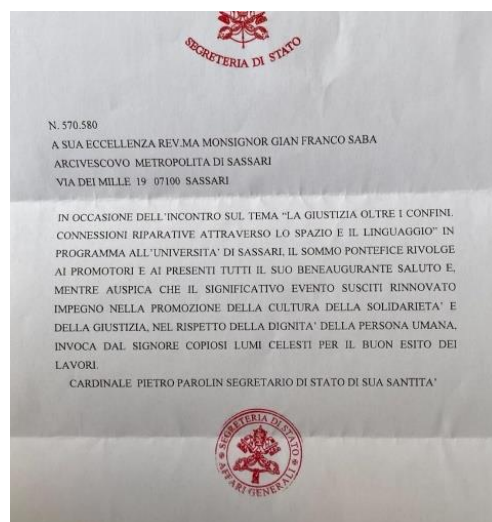 SEGRETERIA DI STATO
N. 570.580
A SUA ECCELLENZA REV.MA MONSIGNOR GIAN FRANCO SABA
ARCIVESCOVO METROPOLITA DI SASSARI
VIA DEI MILLE 19 07100 SASSARI
IN OCCASIONE DELL'INCONTRO SUL TEMA "LA GIUSTIZIA OLTRE I CONFINI.
CONNESSIONI RIPARATIVE ATTRAVERSO LO SPAZIO E IL LINGUAGGIO" IN
PROGRAMMA ALL'UNIVERSITA' DI SASSARI, IL SOMMO PONTEFICE RIVOLGE
AI PROMOTORI E AI PRESENTI TUTTI IL SUO BENEAUGURANTE SALUTO E,
MENTRE AUSPICA CHE IL SIGNIFICATIVO EVENTO SUSCITI RINNOVATO
IMPEGNO NELLA PROMOZIONE DELLA CULTURA DELLA SOLIDARIETA' E
DELLA GIUSTIZIA, NEL RISPETTO DELLA DIGNITA' DELLA PERSONA UMANA,
INVOCA DAL SIGNORE COPIOSI LUMI CELESTI PER IL BUON ESITO DEI
LAVORI.
CARDINALE PIETRO PAROLIN SEGRETARIO DI STATO DI SUA SANTITA'
SEGRETERIA DI STATO
AFFARI GENERALI